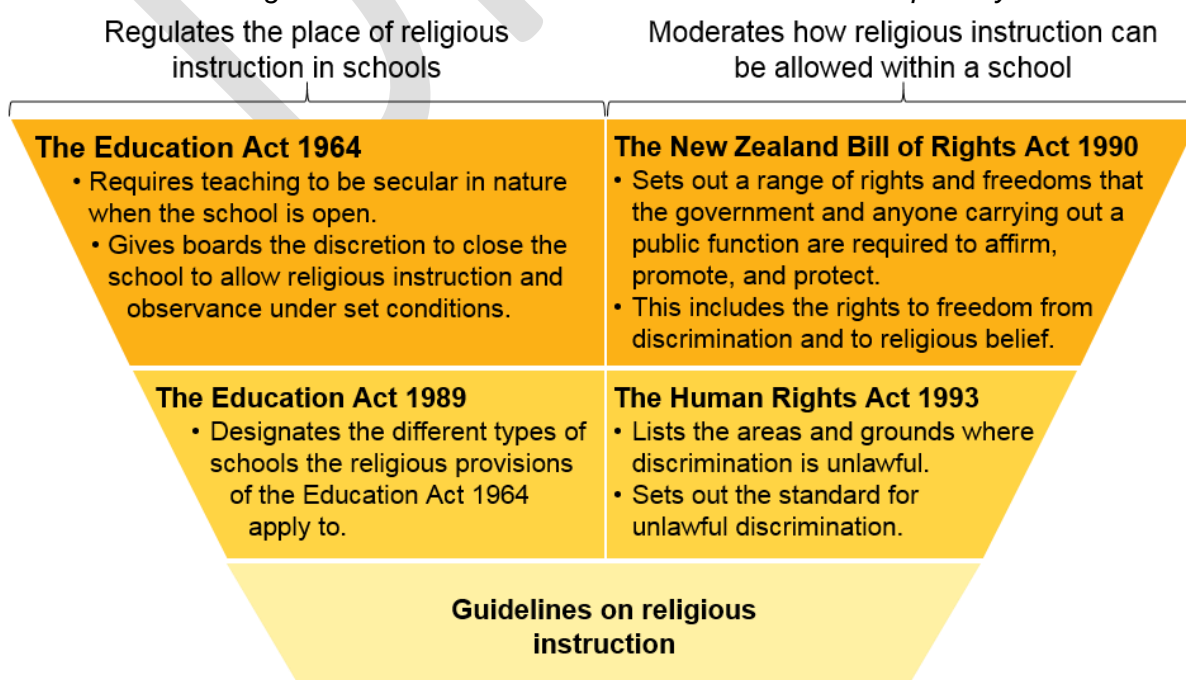 Regulates the place of religious
instruction in schools
Moderates how religious instruction can
be allowed within a school
The Education Act 1964
• Requires teaching to be secular in nature
when the school is open.
• Gives boards the discretion to close the
school to allow religious instruction and
observance under set conditions.
The New Zealand Bill of Rights Act 1990
• Sets out a range of rights and freedoms that
the government and anyone carrying out a
public function are required to affirm,
promote, and protect.
• This includes the rights to freedom from
discrimination and to religious belief.
The Education Act 1989
• Designates the different types of
schools the religious provisions
of the Education Act 1964
apply to.
The Human Rights Act 1993
• Lists the areas and grounds where
discrimination is unlawful.
• Sets out the standard for
unlawful discrimination.
Guidelines on religious
instruction